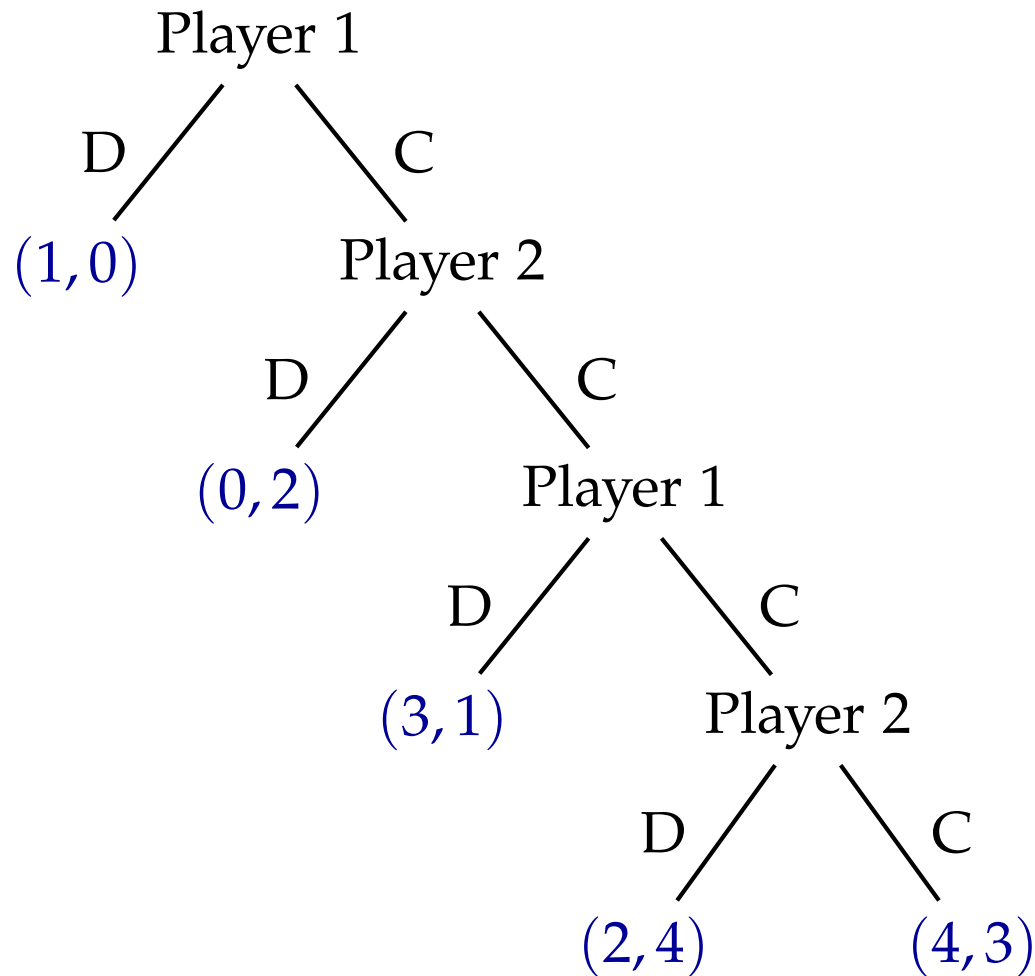 Player 1
D C
(1, 0) Player 2
D C
(0, 2) Player 1
D C
(3, 1) Player 2
D C
(2, 4) (4, 3)